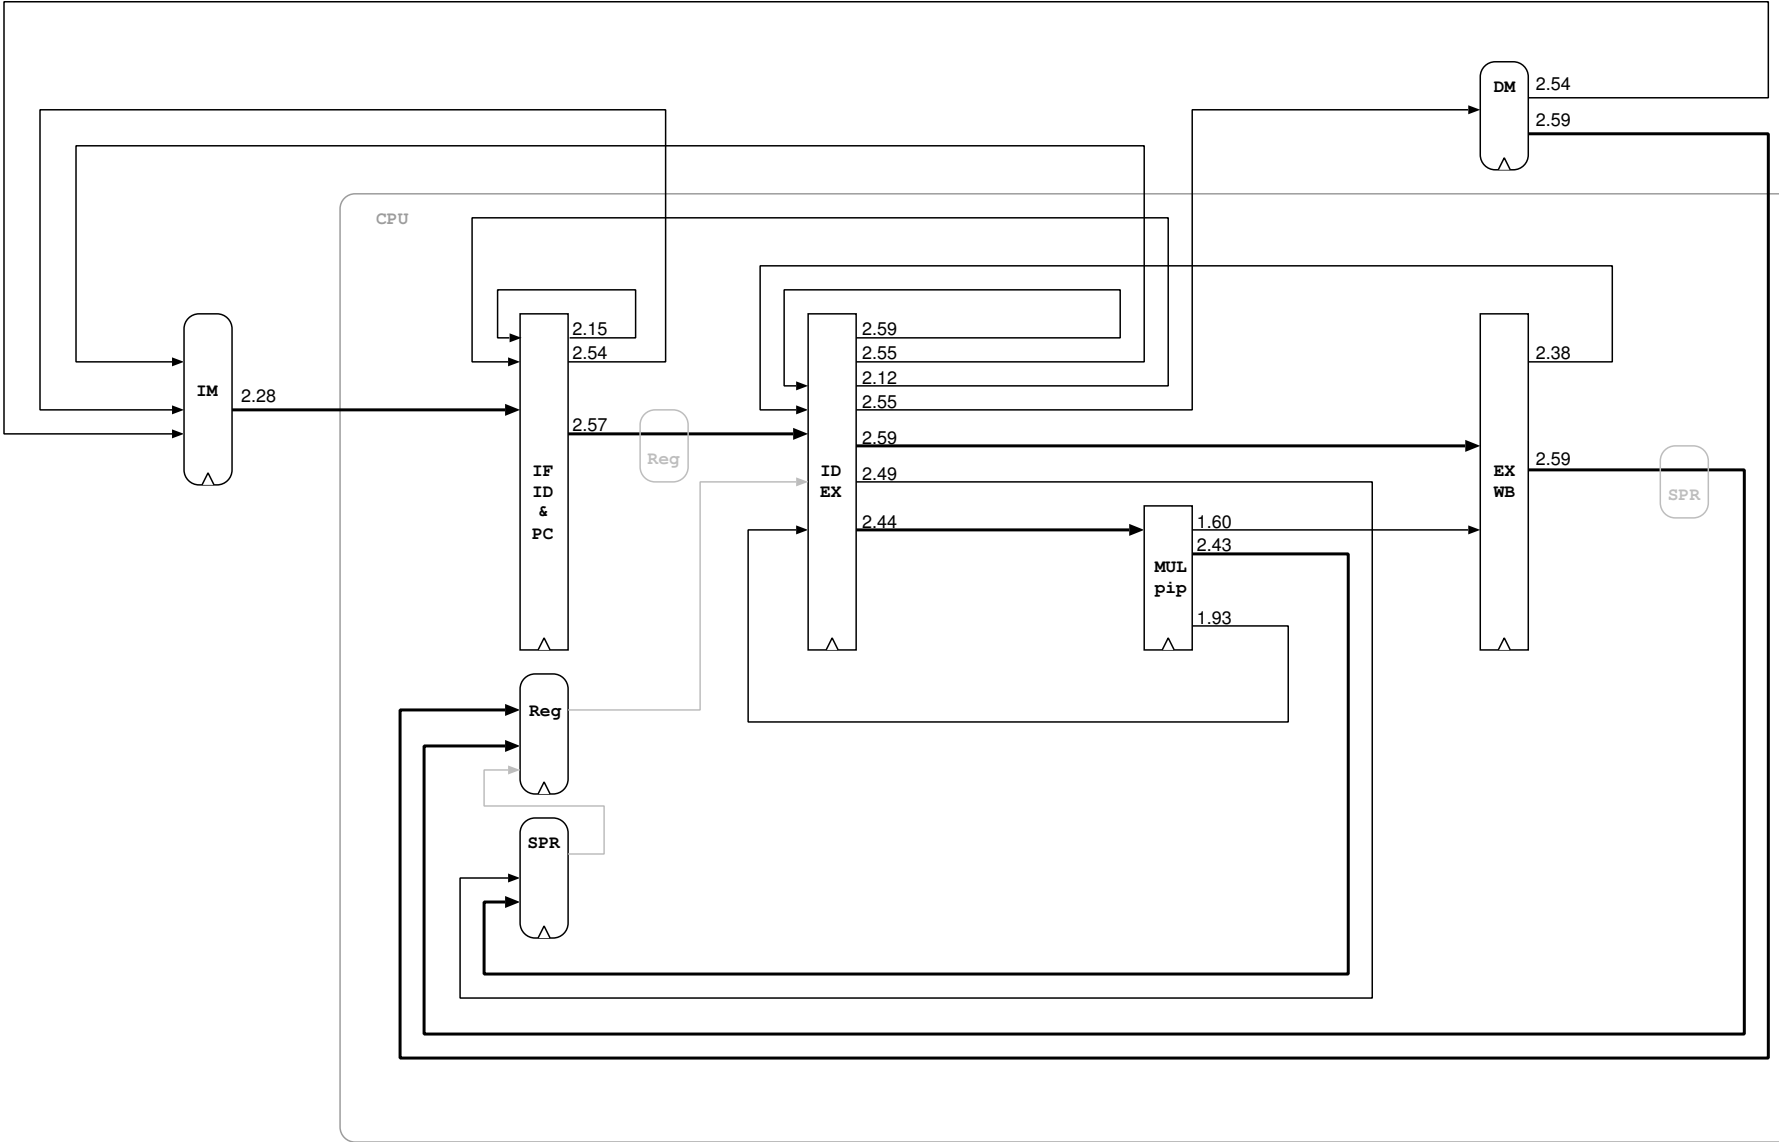 DM
2.54
2.59
CPU
IM
2.28
2.15
2.54
2.57
IF
ID
&
PC
Reg
2.59
2.55
2.12
2.55
2.59
2.49
2.44
ID
EX
1.60
2.43
MUL
pip
1.93
2.38
2.59
EX
WB
SPR
Reg
SPR